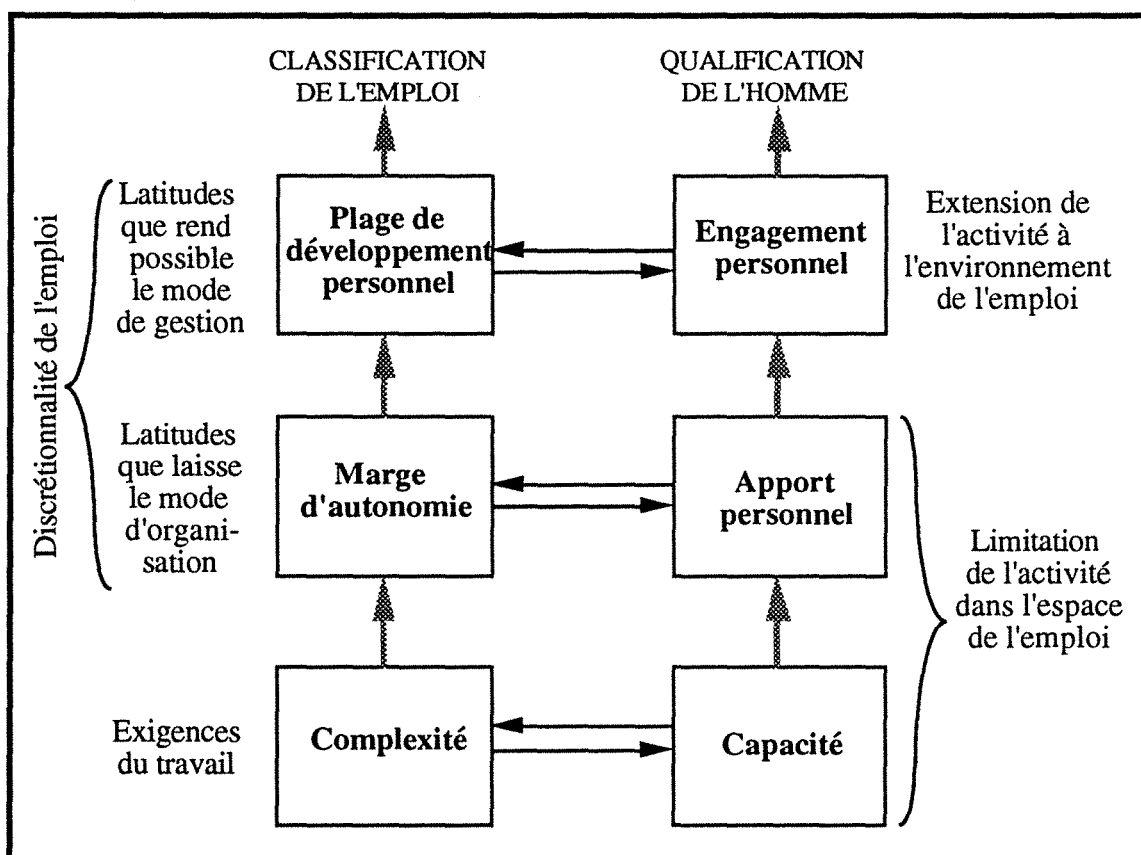 CLASSIFICATION
DE L'EMPLOI
QUALIFICATION
DE L'HOMME
Discrétionnalité de l'emploi
Latitudes
que rend
possible
le mode
de gestion
Plage de
développement
personnel
Engagement
personnel
Extension de
l'activité à
l'environnement
de l'emploi
Latitudes
que laisse
le mode
d'organi-
sation
Marge
d'autonomie
Apport
personnel
Limitation
de l'activité
dans l'espace
de l'emploi
Exigences
du travail
Complexité
Capacité